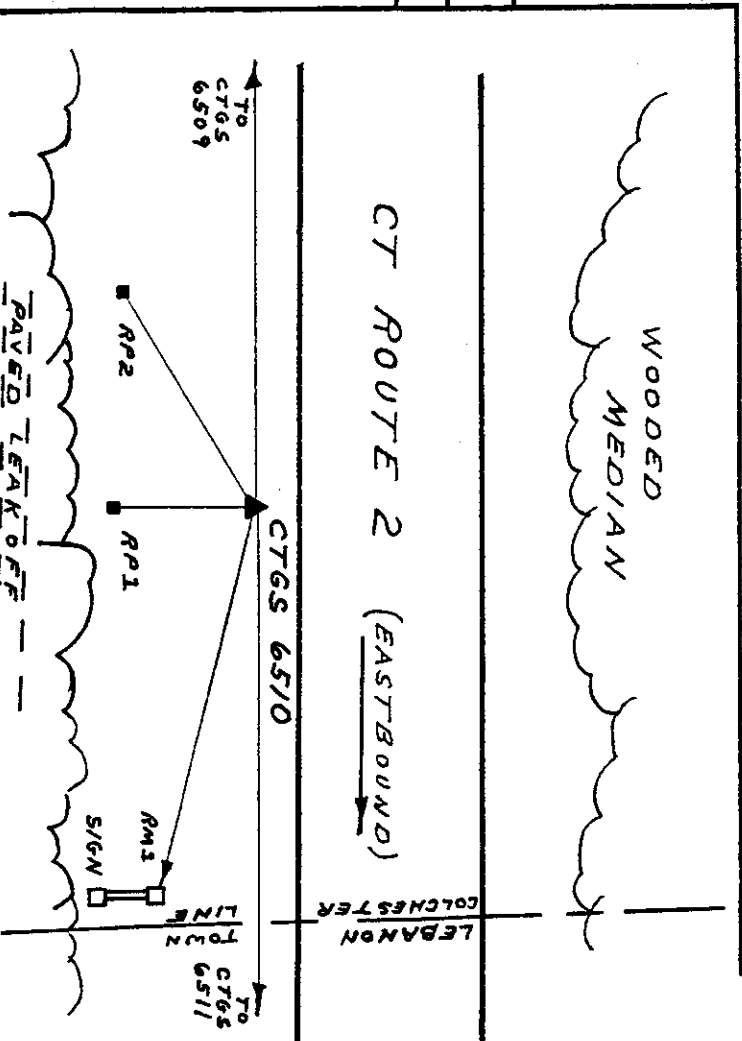 WOODED
MEDIAN
CT ROUTE 2 (EASTBOUND)
TO
CTGS
6509
CTGS 6510
TO
CTGS
6511
RP2
RP1
RM3
SIGN
TOWN
LINE
LEBANON
COLCHESTER
PAVED LEAK OFF